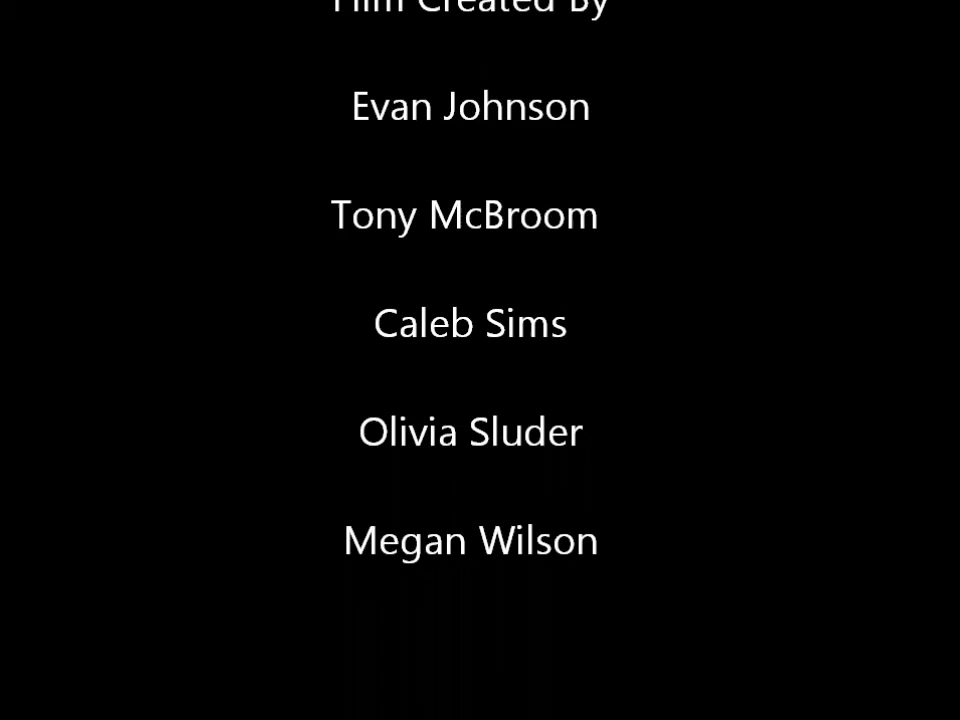 Film Created By
Evan Johnson
Tony McBroom
Caleb Sims
Olivia Sluder
Megan Wilson